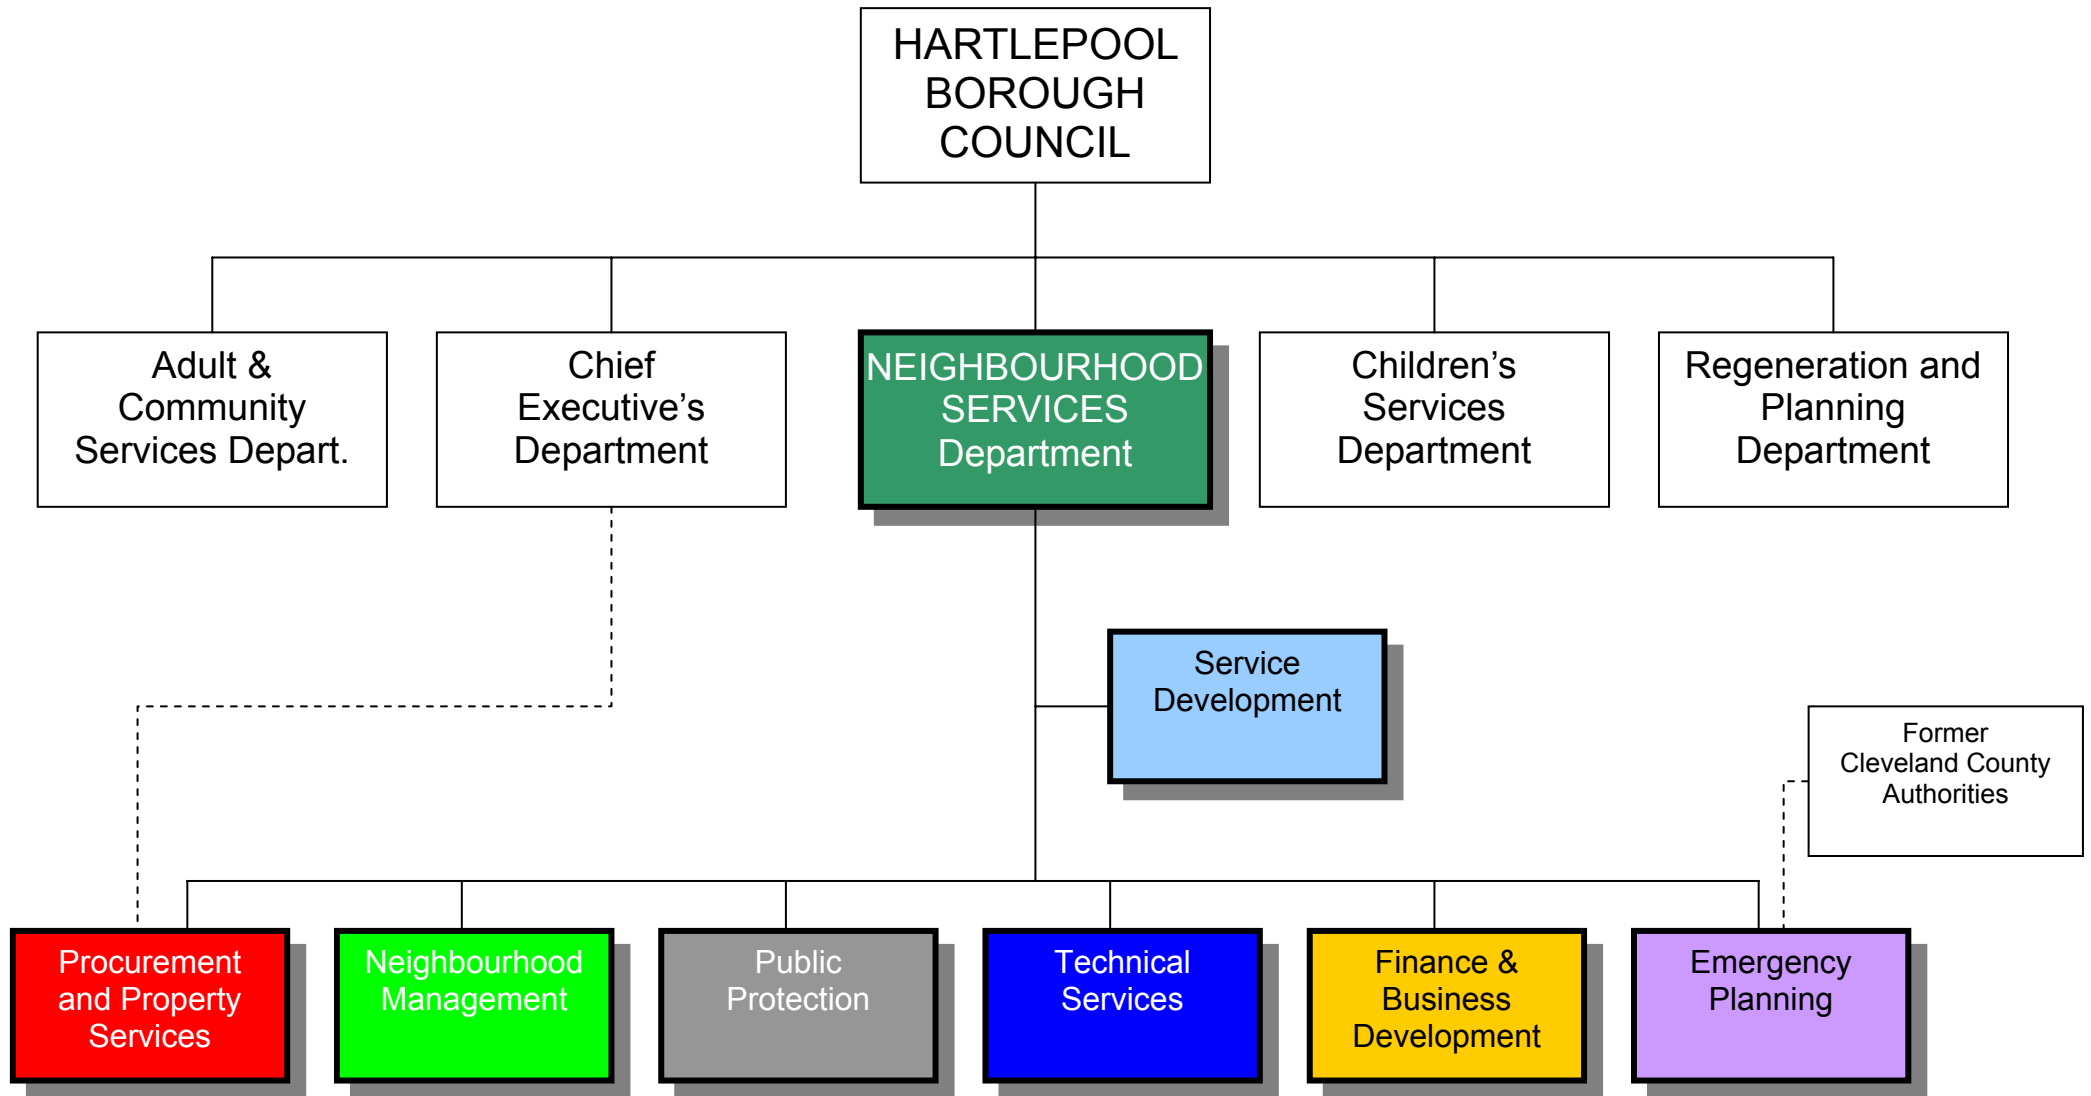 HARTLEPOOL
BOROUGH
COUNCIL
Adult &
Community
Services Depart.
Chief
Executive’s
Department
NEIGHBOURHOOD
SERVICES
Department
Children’s
Services
Department
Regeneration and
Planning
Department
Service
Development
Former
Cleveland County
Authorities
Procurement
and Property
Services
Neighbourhood
Management
Public
Protection
Technical
Services
Finance &
Business
Development
Emergency
Planning